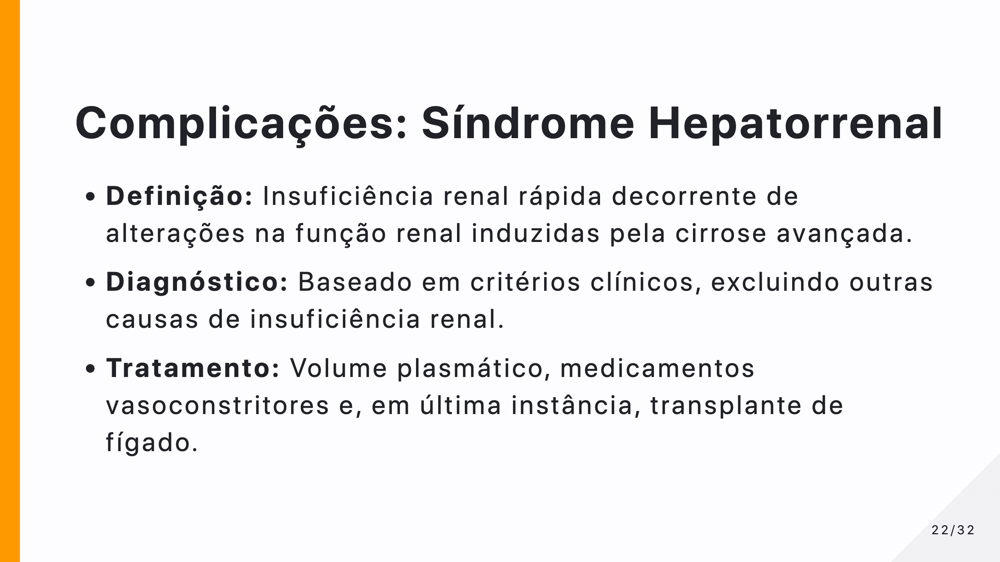 Complicações: Síndrome Hepatorrenal
• Definição: Insuficiência renal rápida decorrente de
alterações na função renal induzidas pela cirrose avançada.
• Diagnóstico: Baseado em critérios clínicos, excluindo outras
causas de insuficiência renal.
• Tratamento: Volume plasmático, medicamentos
vasoconstritores e, em última instância, transplante de
fígado.
22/32